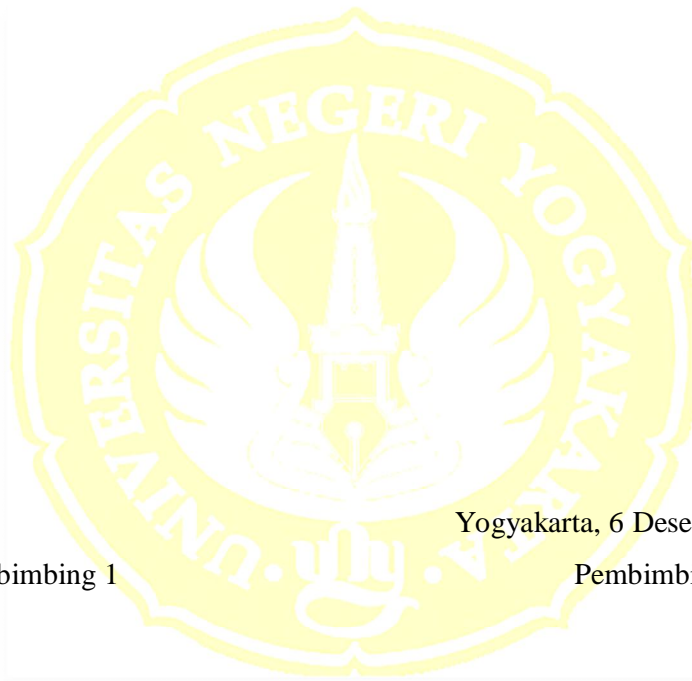 UNIVERSITAS NEGERI YOGYAKARTA
uny
Yogyakarta, 6 Dese
bimbing 1 Pembimbi